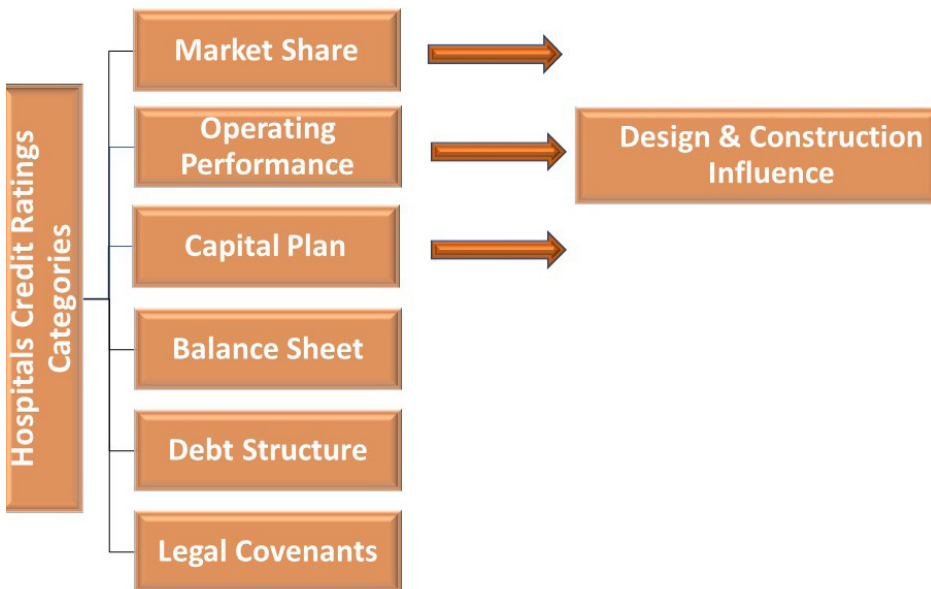 Hospitals Credit Ratings
Categories
Market Share
Operating
Performance
Capital Plan
Balance Sheet
Debt Structure
Legal Covenants
Design & Construction
Influence